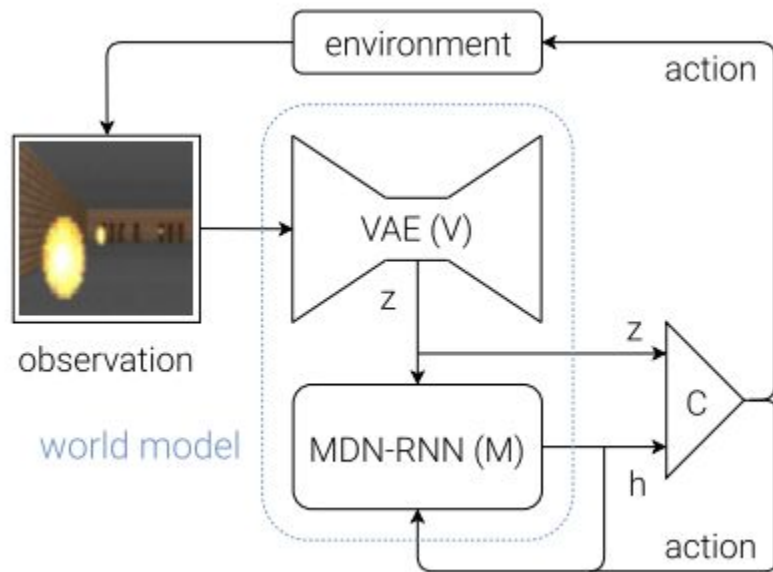 environment
action
VAE (V)
z
z
observation
C
world model
MDN-RNN (M)
h
action